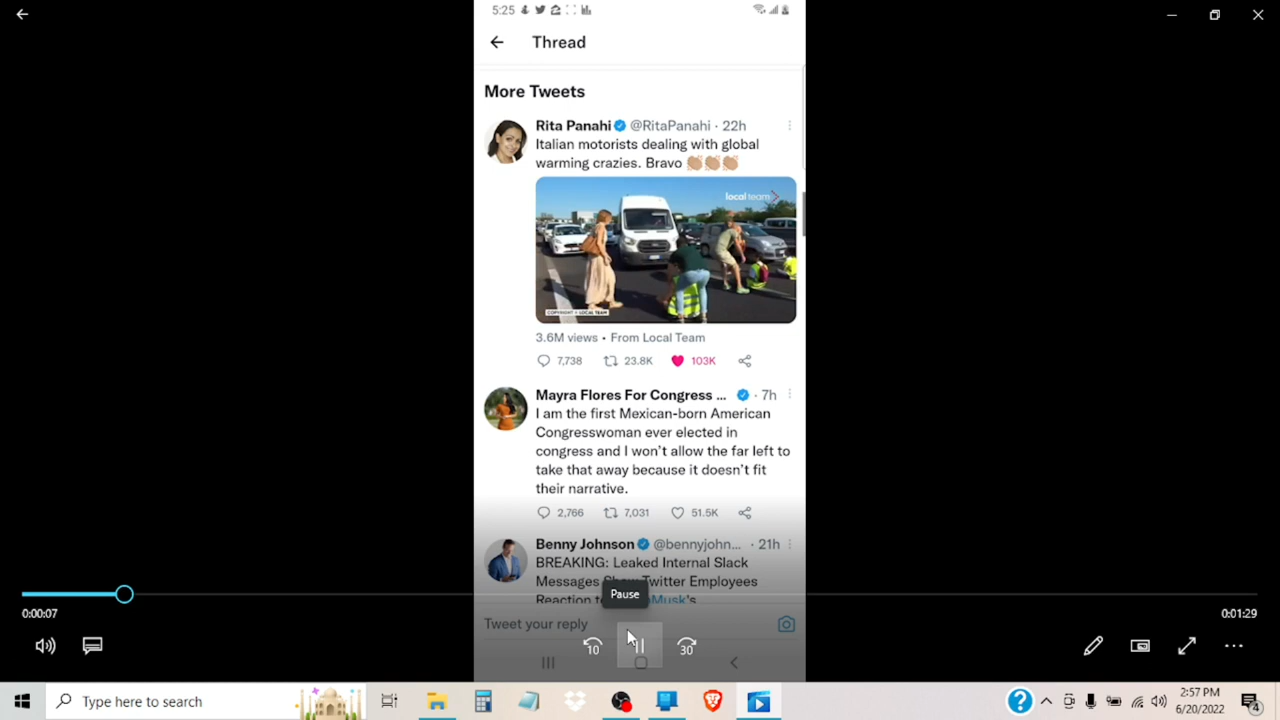 5:25
Thread
More Tweets
Rita Panahi @RitaPanahi · 22h
Italian motorists dealing with global
warming crazies. Bravo 👏🏼👏🏼👏🏼
local team
COPYRIGHT © LOCAL TEAM
3.6M views • From Local Team
7,738 23.8K 103K
Mayra Flores For Congress ... · 7h
I am the first Mexican-born American
Congresswoman ever elected in
congress and I won't allow the far left to
take that away because it doesn't fit
their narrative.
2,766 7,031 51.5K
Benny Johnson @bennyjohn... · 21h
BREAKING: Leaked Internal Slack
Messages Twitter Employees
Reaction
Pause
0:00:07
0:01:29
Tweet your reply
10
30
Type here to search
2:57 PM
6/20/2022
4